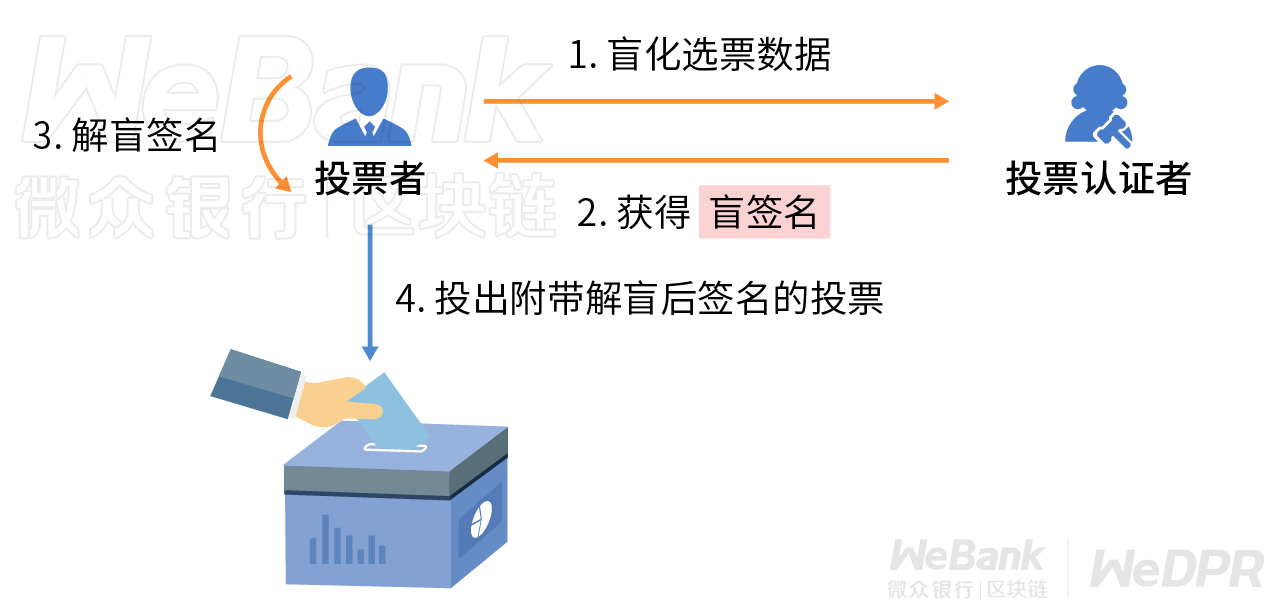 WeBank
微众银行 | 区块链
1. 盲化选票数据
3. 解盲签名
投票者
投票认证者
2. 获得 盲签名
4. 投出附带解盲后签名的投票
WeBank
微众银行 | 区块链
WeDPR